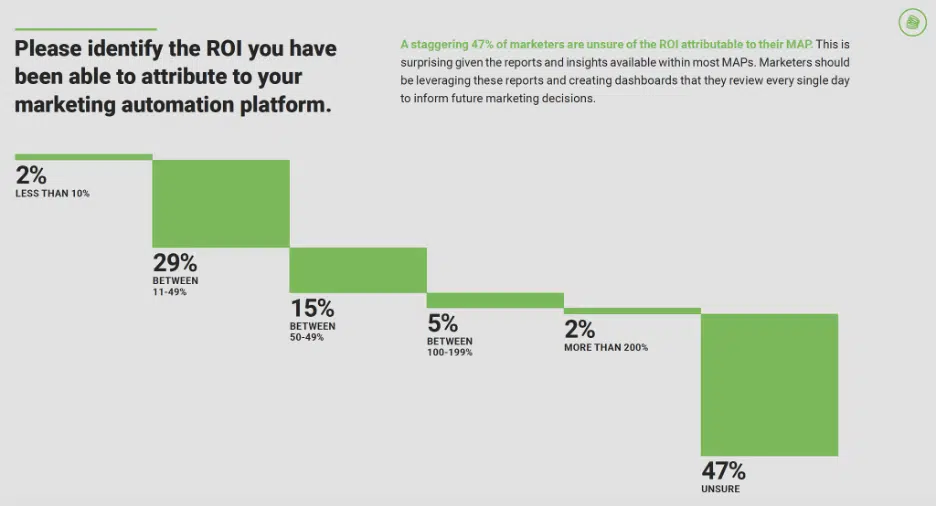 Please identify the ROI you have
been able to attribute to your
marketing automation platform.
A staggering 47% of marketers are unsure of the ROI attributable to their MAP. This is
surprising given the reports and insights available within most MAPs. Marketers should
be leveraging these reports and creating dashboards that they review every single day
to inform future marketing decisions.
2%
LESS THAN 10%
29%
BETWEEN
11-49%
15%
BETWEEN
50-49%
5%
BETWEEN
100-199%
2%
MORE THAN 200%
47%
UNSURE